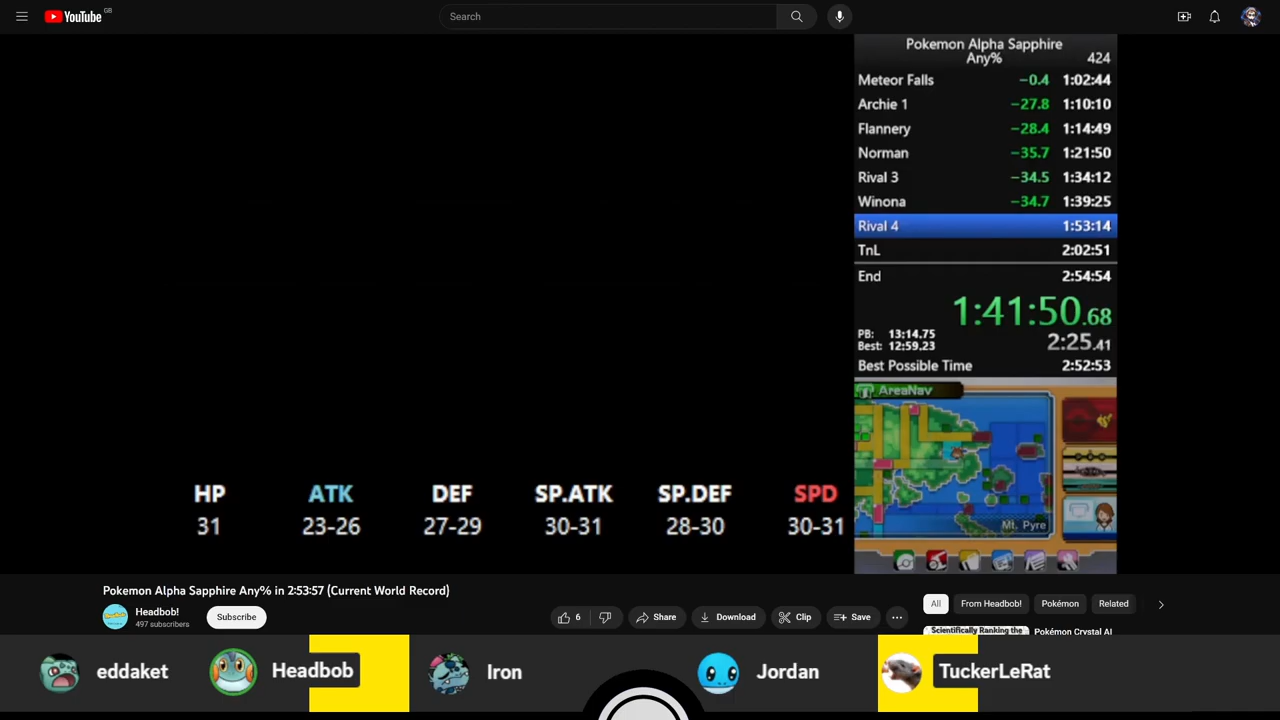 YouTube GB
Search
Pokemon Alpha Sapphire
Any% 424
Meteor Falls −0.4 1:02:44
Archie 1 −27.8 1:10:10
Flannery −28.4 1:14:49
Norman −35.7 1:21:50
Rival 3 −34.5 1:34:12
Winona −34.7 1:39:25
Rival 4 1:53:14
TnL 2:02:51
End 2:54:54
1:41:50.68
PB: 13:14.75
Best: 12:59.23
2:25.41
Best Possible Time 2:52:53
AreaNav
Mt. Pyre
HP ATK DEF SP.ATK SP.DEF SPD
31 23-26 27-29 30-31 28-30 30-31
Pokemon Alpha Sapphire Any% in 2:53:57 (Current World Record)
Headbob!
497 subscribers
Subscribe
6 Share Download Clip Save
All From Headbob! Pokémon Related
Scientifically Ranking the
Pokémon Crystal AI
eddaket Headbob Iron Jordan TuckerLeRat